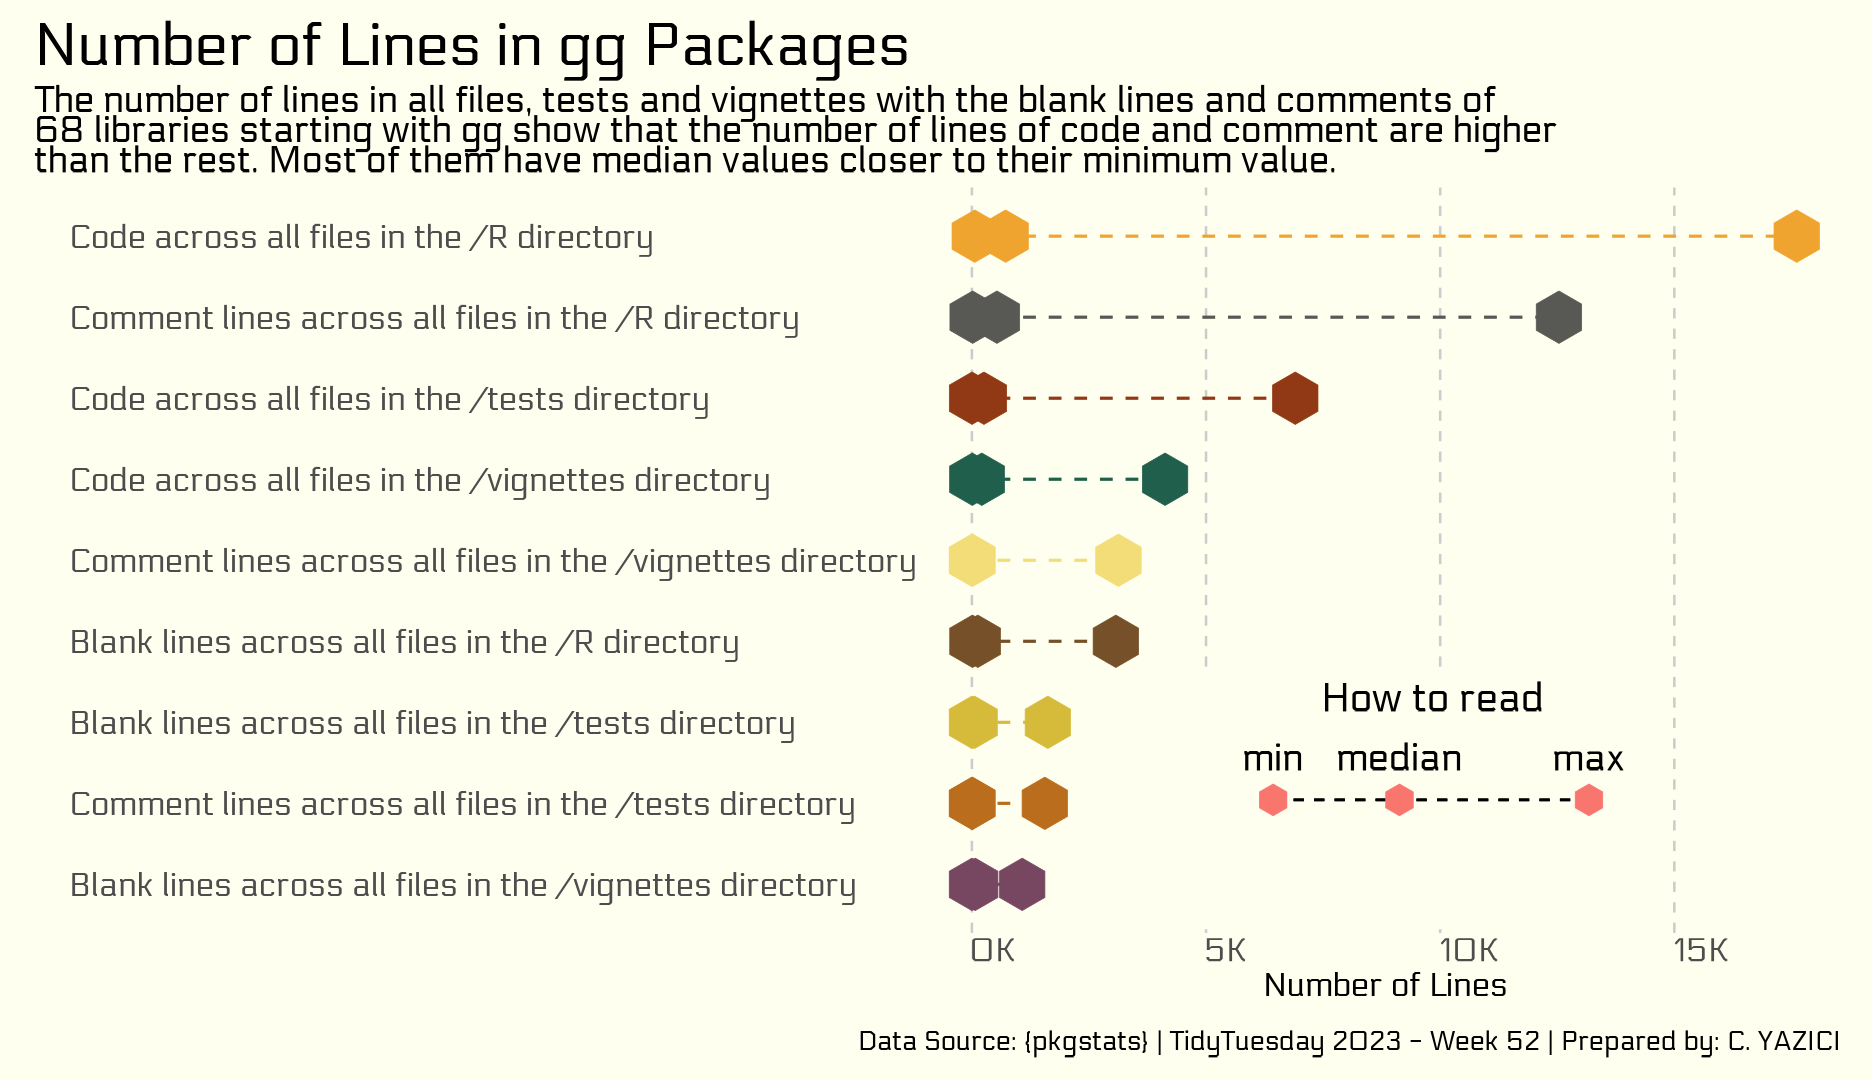 Number of Lines in gg Packages
The number of lines in all files, tests and vignettes with the blank lines and comments of
68 libraries starting with gg show that the number of lines of code and comment are higher
than the rest. Most of them have median values closer to their minimum value.
Code across all files in the /R directory
Comment lines across all files in the /R directory
Code across all files in the /tests directory
Code across all files in the /vignettes directory
Comment lines across all files in the /vignettes directory
Blank lines across all files in the /R directory
Blank lines across all files in the /tests directory
Comment lines across all files in the /tests directory
Blank lines across all files in the /vignettes directory
How to read
min median max
0K 5K 10K 15K
Number of Lines
Data Source: {pkgstats} | TidyTuesday 2023 - Week 52 | Prepared by: C. YAZICI